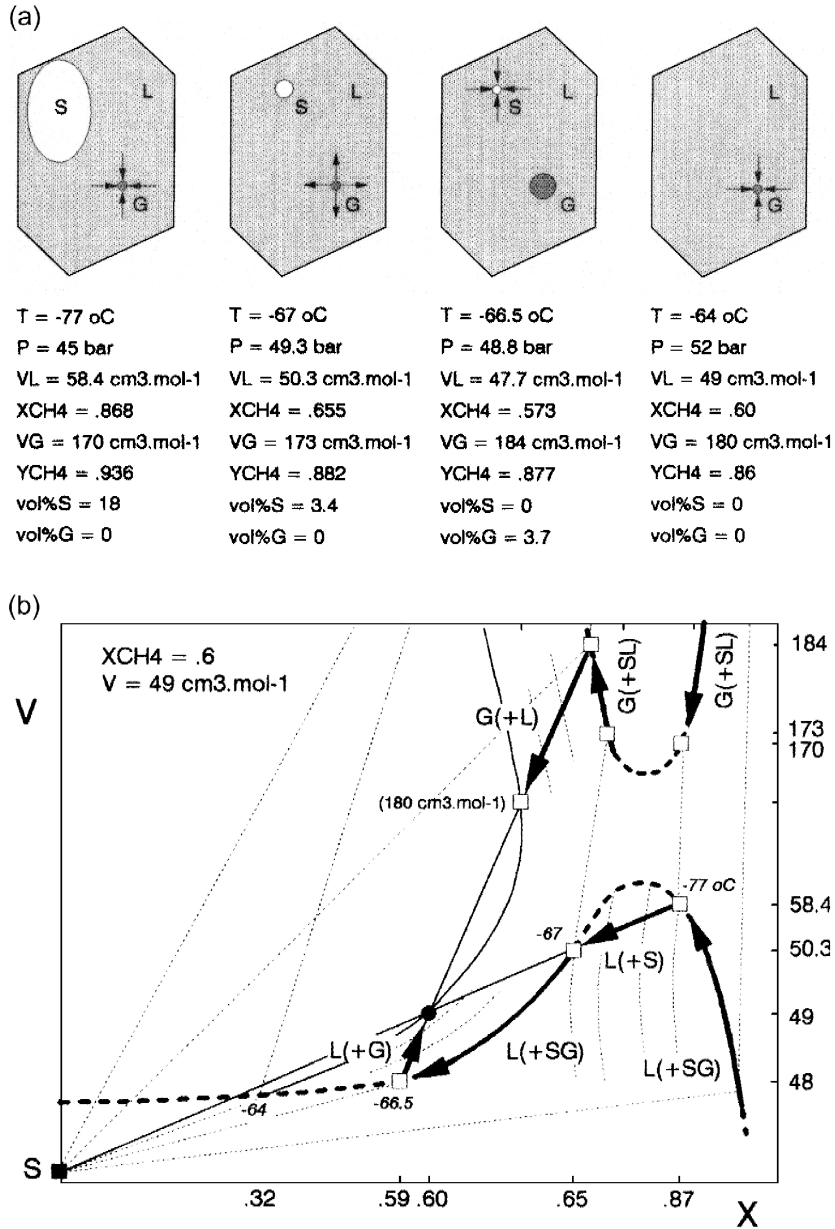 (a)
S L G
S L G
S L G
L G
T = -77 oC
P = 45 bar
VL = 58.4 cm3.mol-1
XCH4 = .868
VG = 170 cm3.mol-1
YCH4 = .936
vol%S = 18
vol%G = 0
T = -67 oC
P = 49.3 bar
VL = 50.3 cm3.mol-1
XCH4 = .655
VG = 173 cm3.mol-1
YCH4 = .882
vol%S = 3.4
vol%G = 0
T = -66.5 oC
P = 48.8 bar
VL = 47.7 cm3.mol-1
XCH4 = .573
VG = 184 cm3.mol-1
YCH4 = .877
vol%S = 0
vol%G = 3.7
T = -64 oC
P = 52 bar
VL = 49 cm3.mol-1
XCH4 = .60
VG = 180 cm3.mol-1
YCH4 = .86
vol%S = 0
vol%G = 0
(b)
XCH4 = .6
V = 49 cm3.mol-1
V
G(+L)
G(+SL)
G(+SL)
184
173
170
(180 cm3.mol-1)
-77 oC
58.4
-67
50.3
L(+S)
49
L(+G)
L(+SG)
L(+SG)
48
-64
-66.5
S
.32
.59
.60
.65
.87
X